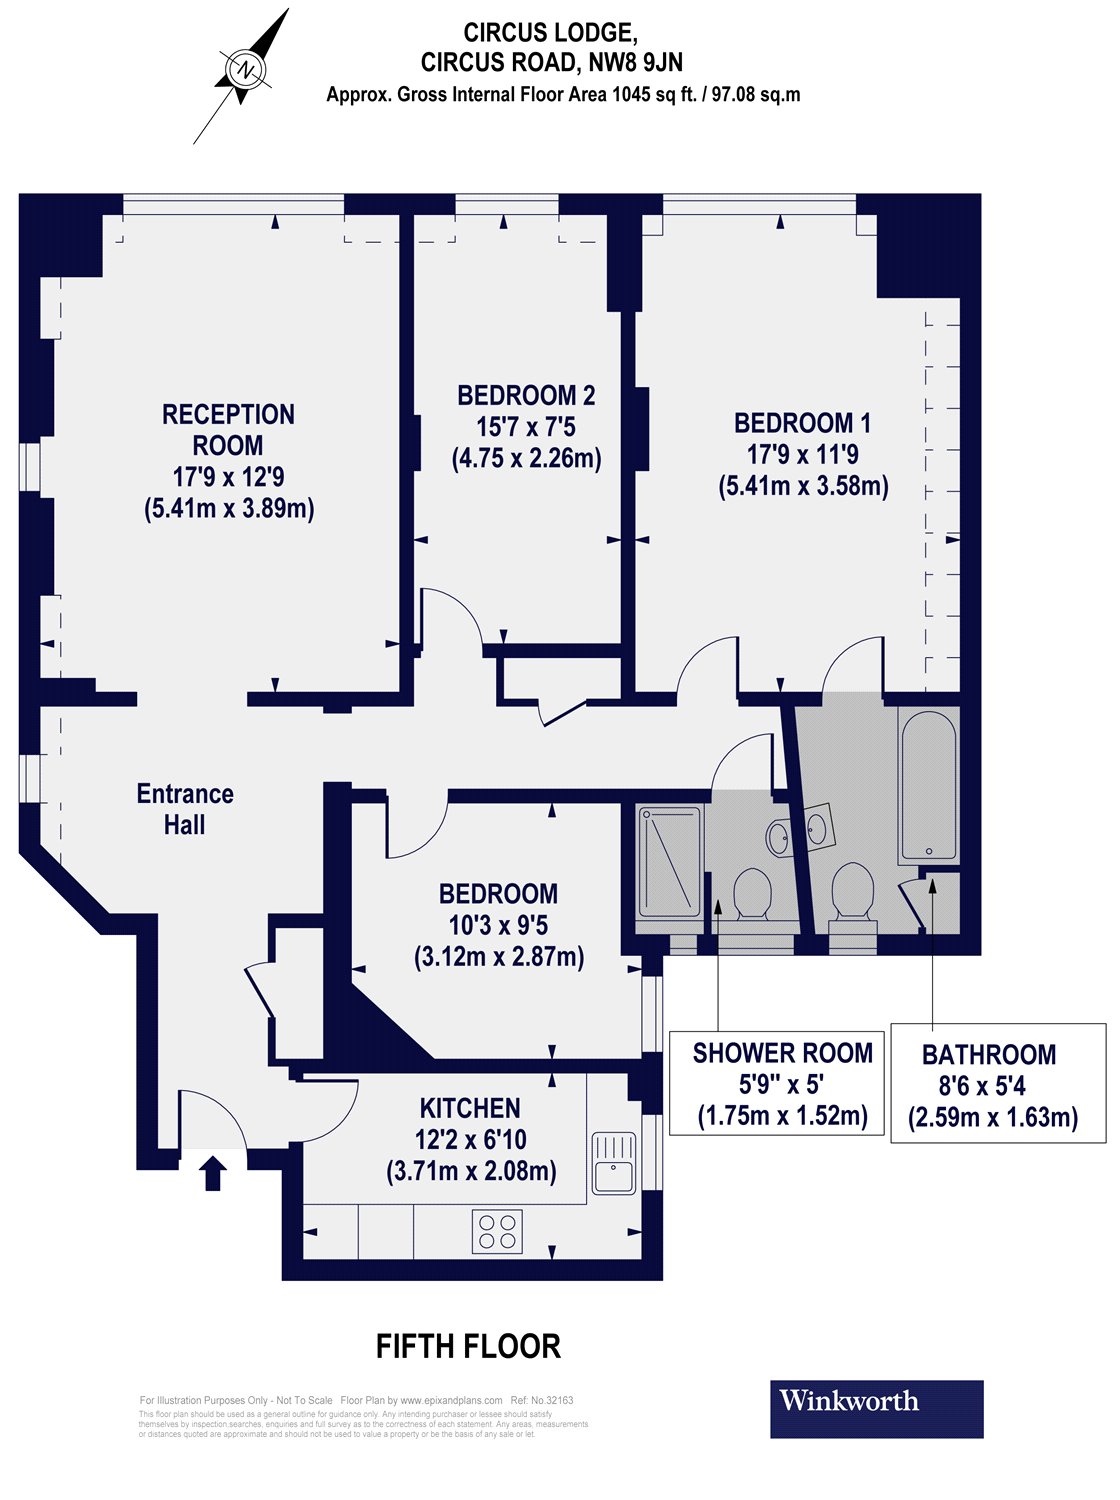 CIRCUS LODGE,
CIRCUS ROAD, NW8 9JN
Approx. Gross Internal Floor Area 1045 sq ft. / 97.08 sq.m
N
RECEPTION
ROOM
17'9 x 12'9
(5.41m x 3.89m)
BEDROOM 2
15'7 x 7'5
(4.75 x 2.26m)
BEDROOM 1
17'9 x 11'9
(5.41m x 3.58m)
Entrance
Hall
BEDROOM
10'3 x 9'5
(3.12m x 2.87m)
SHOWER ROOM
5'9" x 5'
(1.75m x 1.52m)
BATHROOM
8'6 x 5'4
(2.59m x 1.63m)
KITCHEN
12'2 x 6'10
(3.71m x 2.08m)
FIFTH FLOOR
For Illustration Purposes Only - Not To Scale Floor Plan by www.epixandplans.com Ref: No.32163
This floor plan should be used as a general outline for guidance only. Any intending purchaser or lessee should satisfy
themselves by inspection,searches, enquiries and full survey as to the correctness of each statement. Any areas, measurements
or distances quoted are approximate and should not be used to value a property or be the basis of any sale or let.
Winkworth